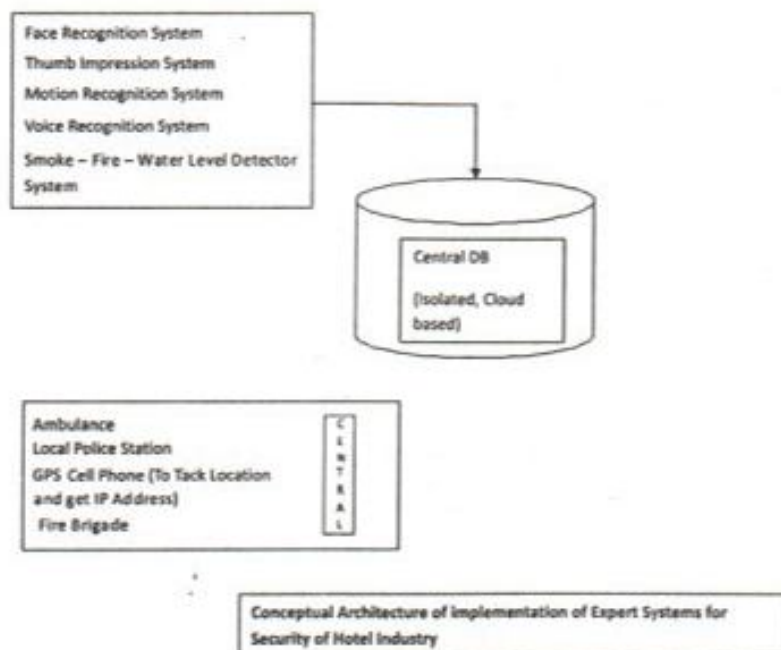 Face Recognition System
Thumb Impression System
Motion Recognition System
Voice Recognition System
Smoke – Fire – Water Level Detector
System
Central DB
(Isolated, Cloud
based)
Ambulance
Local Police Station
GPS Cell Phone (To Tack Location
and get IP Address)
Fire Brigade
CENTRAL
Conceptual Architecture of implementation of Expert Systems for
Security of Hotel Industry